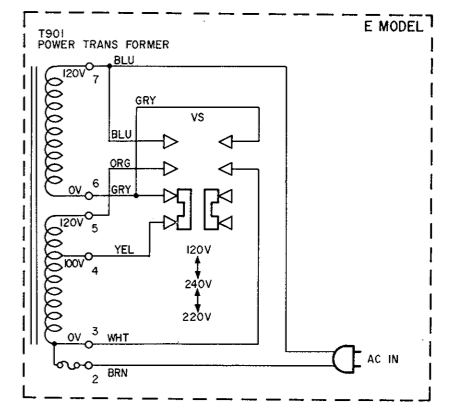 E MODEL
T901
POWER TRANS FORMER
BLU
120V
7
GRY
VS
BLU
ORG
6
0V
GRY
120V
5
YEL
100V
4
120V
240V
220V
3
0V
WHT
AC IN
2
BRN